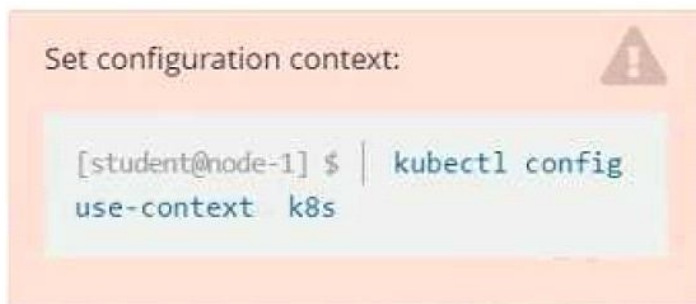 Set configuration context:
[student@node-1] $ | kubectl config
use-context k8s